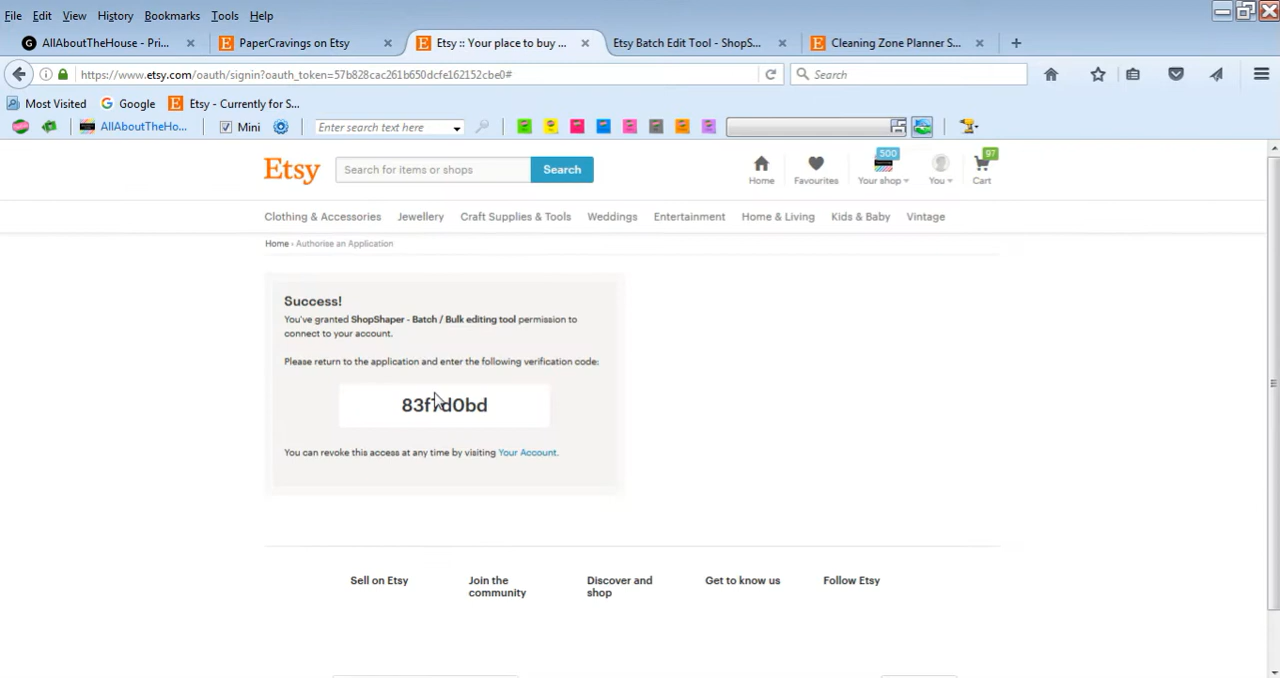 File Edit View History Bookmarks Tools Help
AllAboutTheHouse - Pri... PaperCravings on Etsy Etsy :: Your place to buy ... Etsy Batch Edit Tool - ShopS... Cleaning Zone Planner S...
https://www.etsy.com/oauth/signin?oauth_token=57b828cac261b650dcfe162152cbe0# Search
Most Visited Google Etsy - Currently for S...
AllAboutTheHo... Mini Enter search text here
Etsy Search for items or shops Search 500 97
Home Favourites Your shop You Cart
Clothing & Accessories Jewellery Craft Supplies & Tools Weddings Entertainment Home & Living Kids & Baby Vintage
Home › Authorise an Application
Success!
You've granted ShopShaper - Batch / Bulk editing tool permission to
connect to your account.
Please return to the application and enter the following verification code:
You can revoke this access at any time by visiting Your Account.
Sell on Etsy Join the community Discover and shop Get to know us Follow Etsy